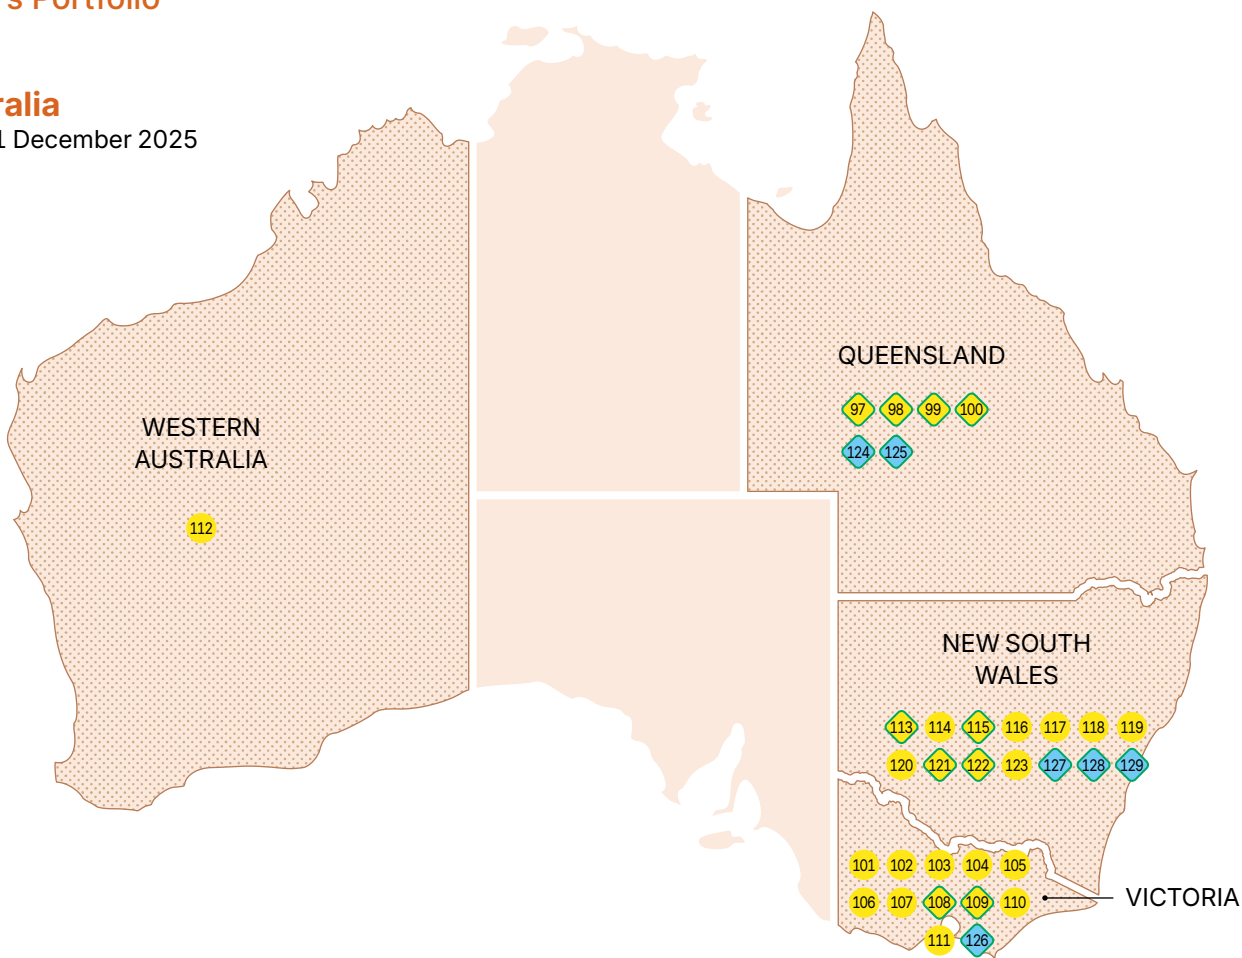 's Portfolio
ralia
1 December 2025
QUEENSLAND
97 98 99 100
124 125
WESTERN
AUSTRALIA
112
NEW SOUTH
WALES
113 114 115 116 117 118 119
120 121 122 123 127 128 129
101 102 103 104 105
106 107 108 109 110
VICTORIA
111 126